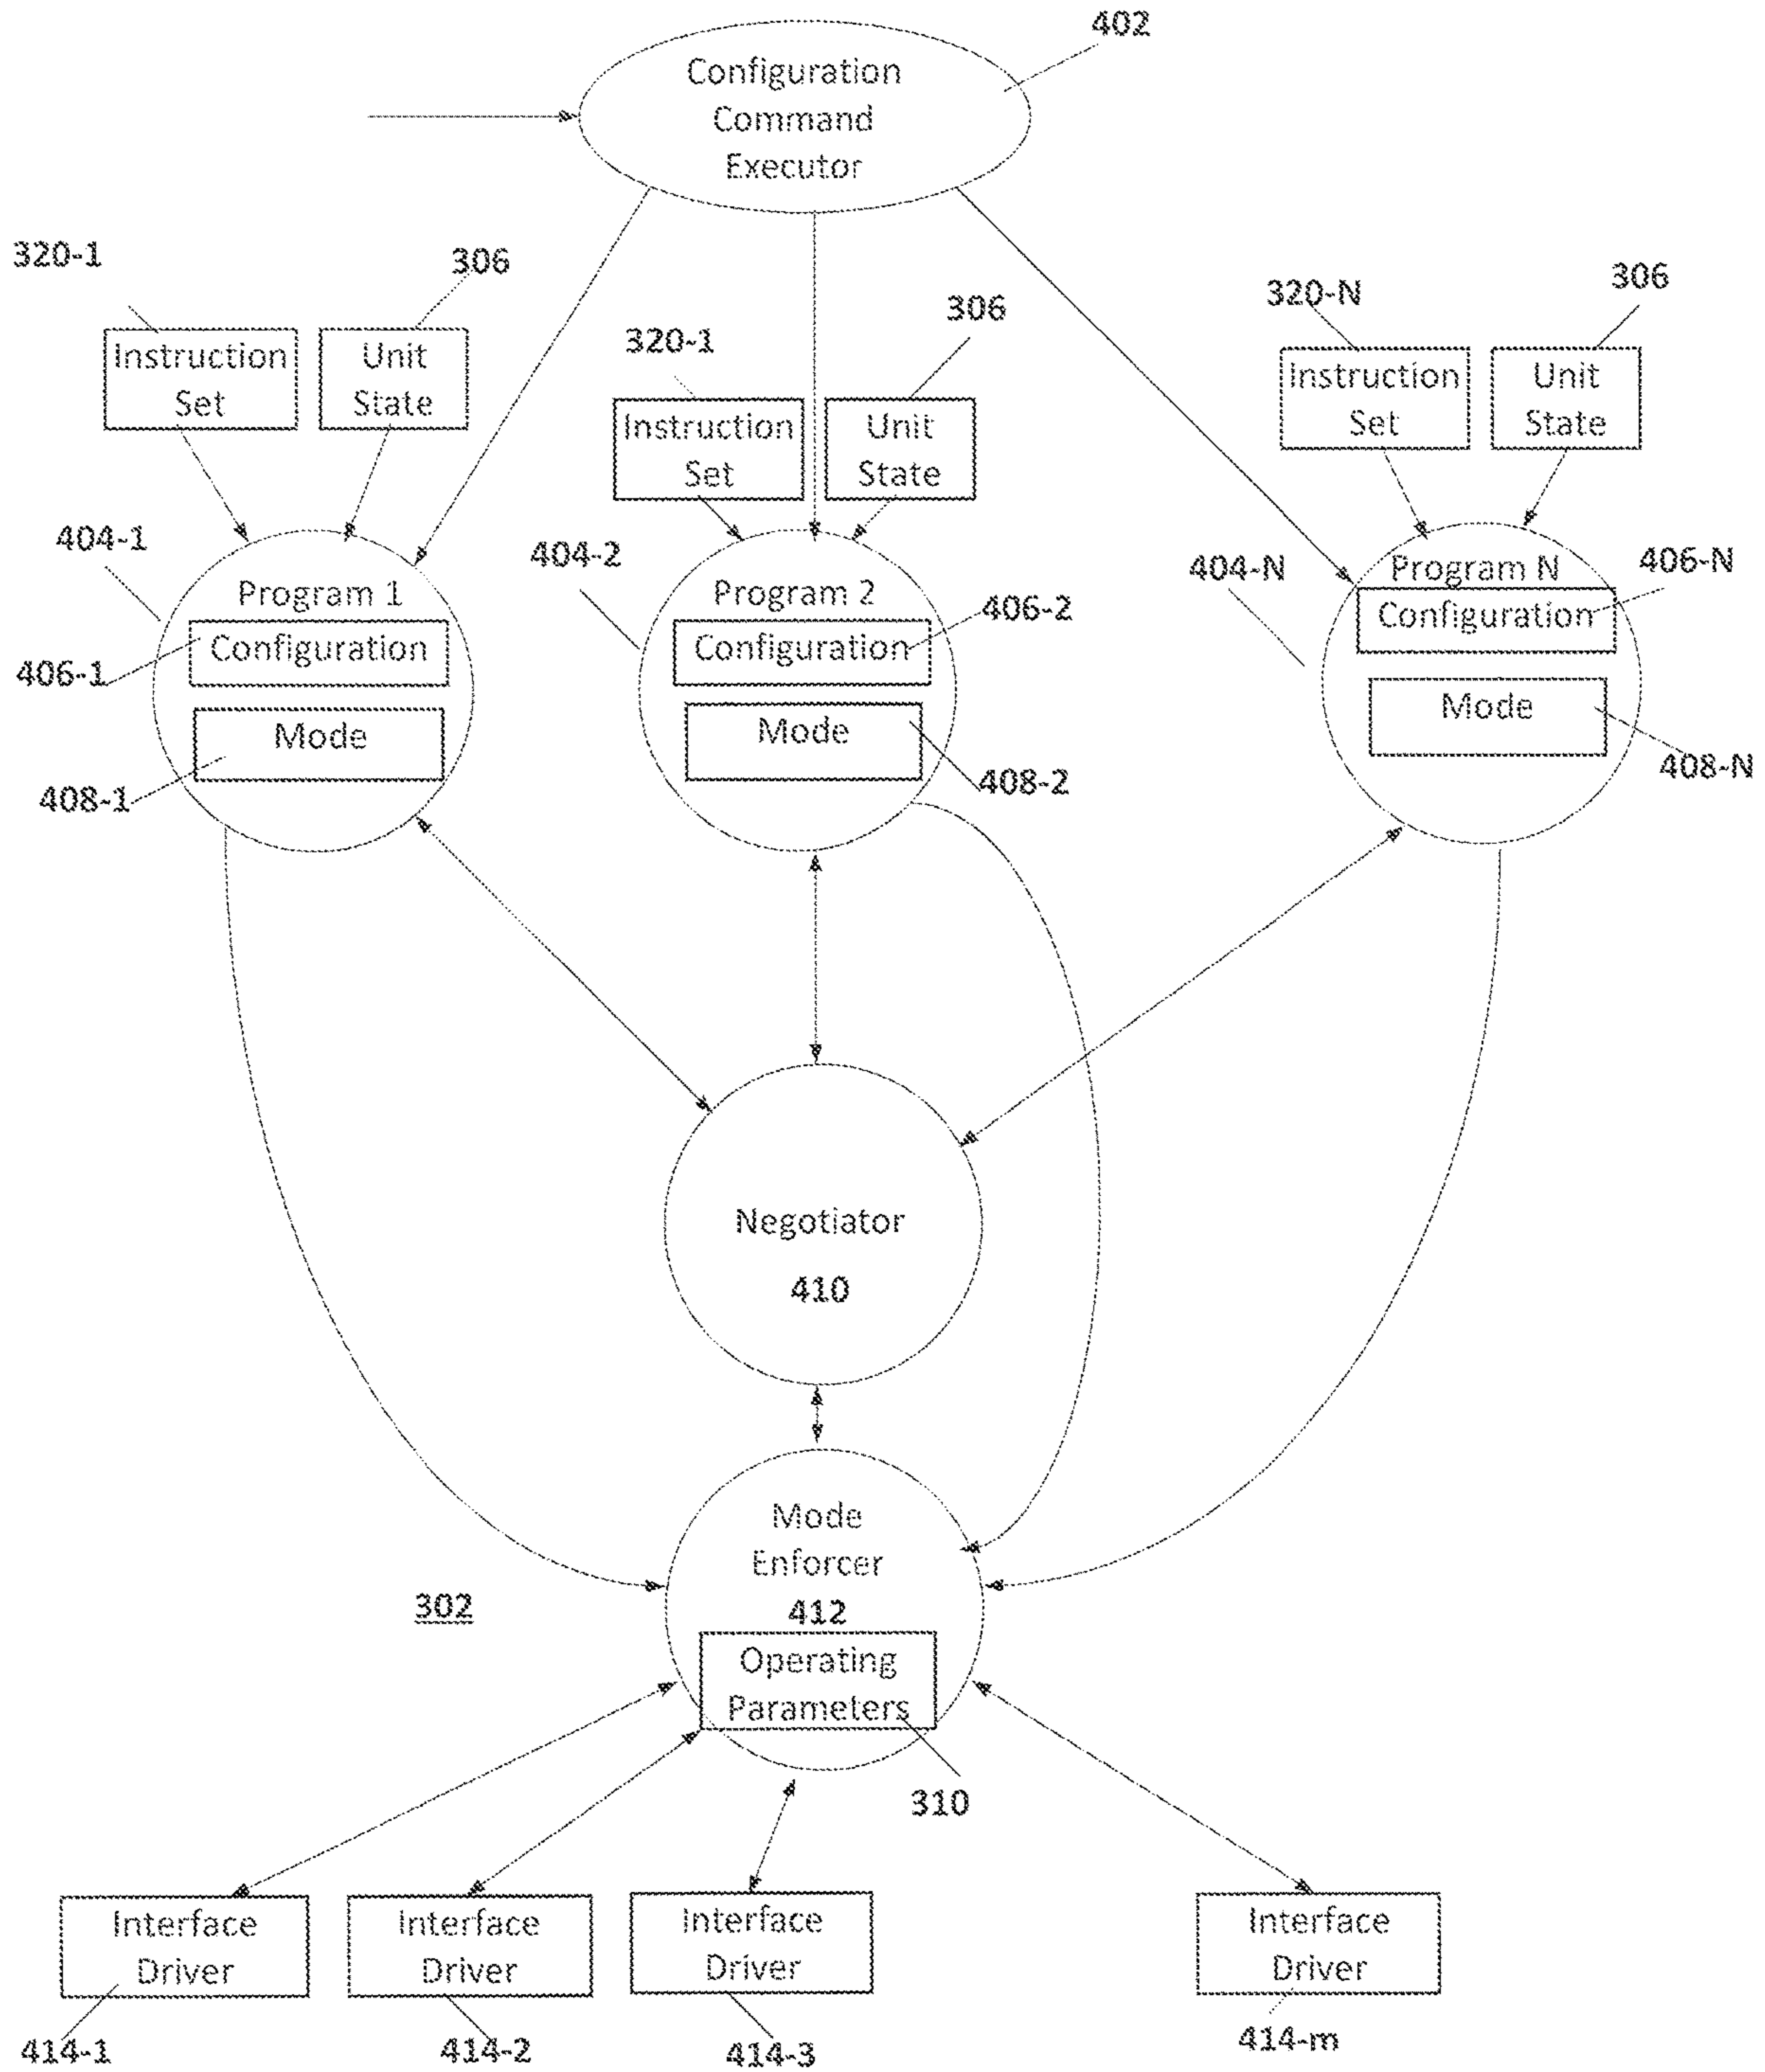 402
Configuration
Command
Executor
320-1
306
Instruction
Set
Unit
State
306
320-1
Instruction
Set
Unit
State
306
320-N
Instruction
Set
Unit
State
404-1
Program 1
Configuration
406-1
Mode
408-1
404-2
Program 2
406-2
Configuration
Mode
408-2
404-N
Program N
406-N
Configuration
Mode
408-N
Negotiator
410
Mode
Enforcer
412
302
Operating
Parameters
310
Interface
Driver
414-1
Interface
Driver
414-2
Interface
Driver
414-3
Interface
Driver
414-m